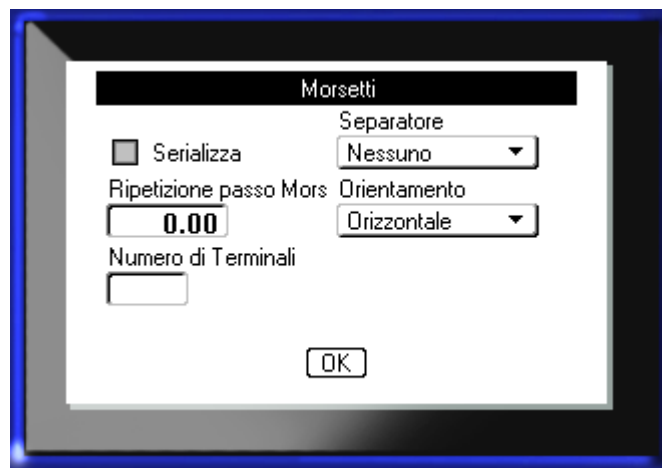 Morsetti
Separatore
Serializza
Nessuno
Ripetizione passo Mors
Orientamento
0.00
Orizzontale
Numero di Terminali
OK